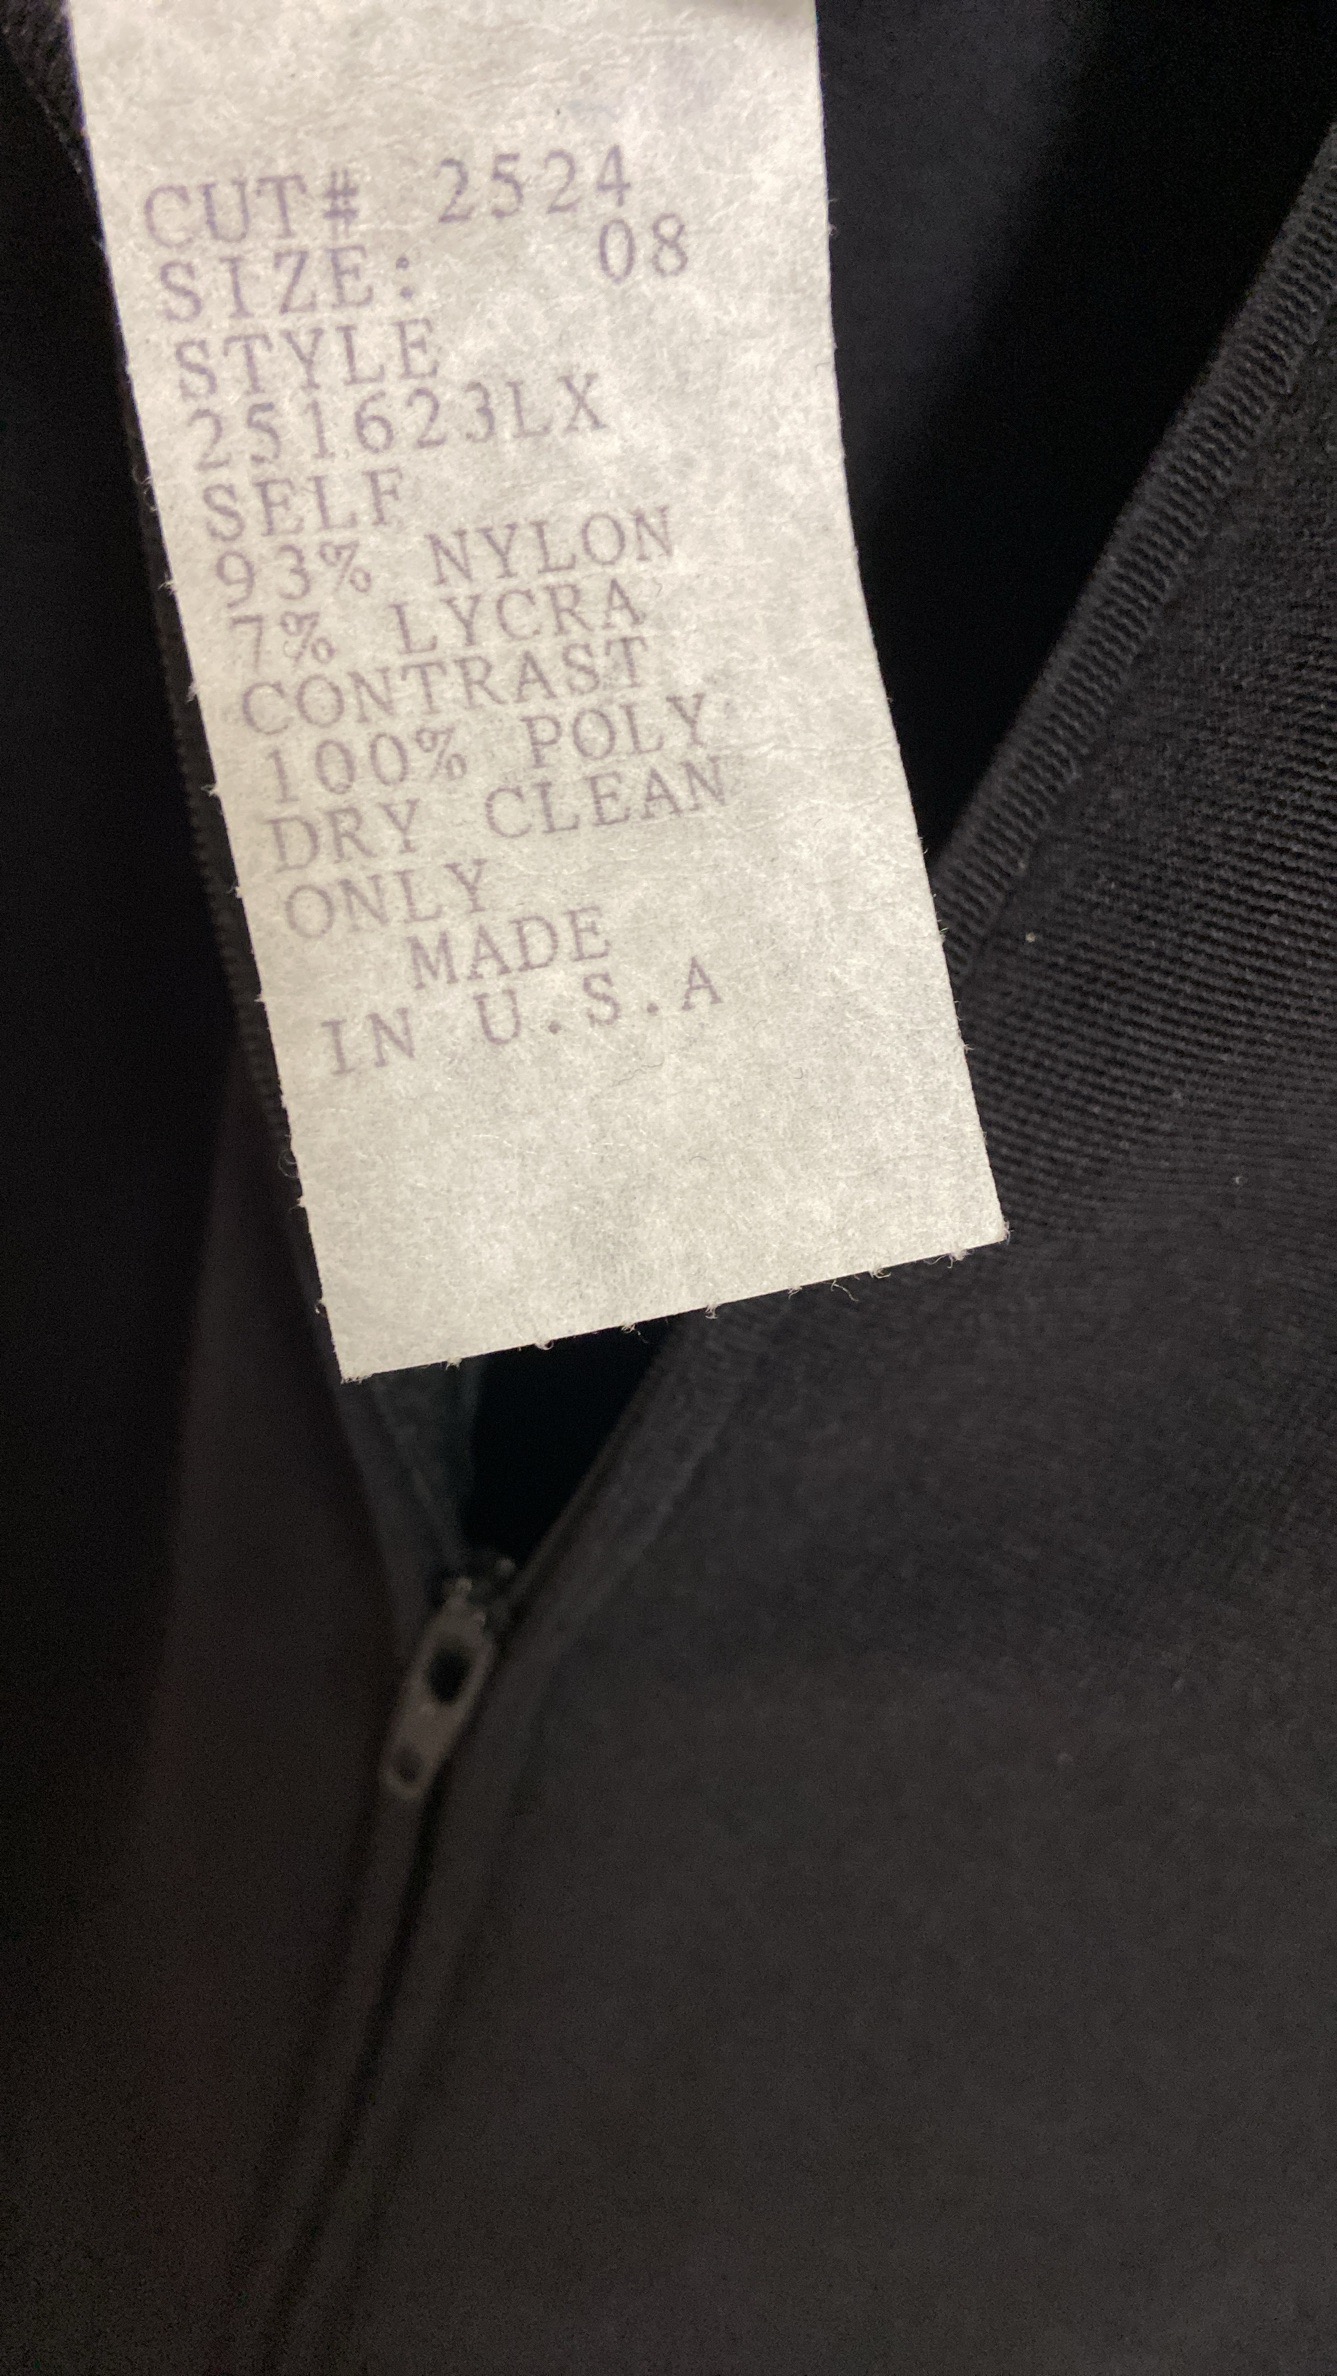 CUT# 2524
SIZE: 08
STYLE
251623LX
SELF
93% NYLON
7% LYCRA
CONTRAST
100% POLY
DRY CLEAN
ONLY
MADE
IN U.S.A